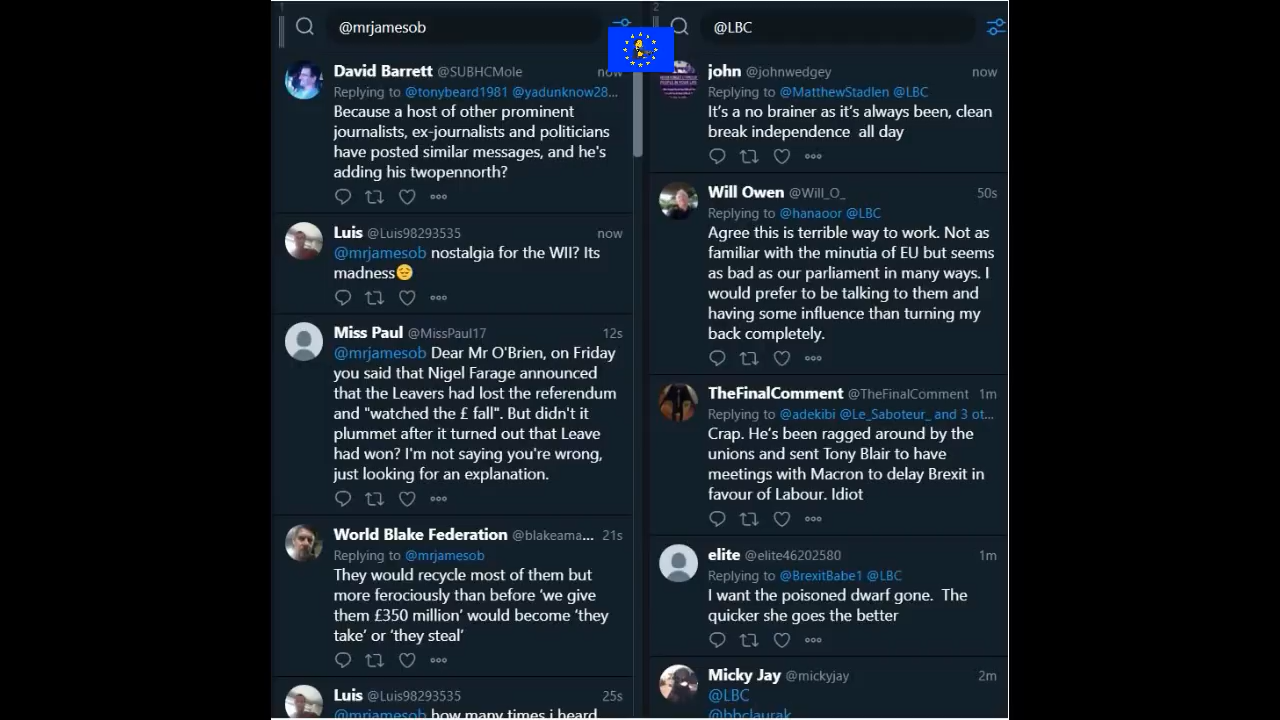 1
@mrjamesob
David Barrett @SUBHCMole now
Replying to @tonybeard1981 @yadunknow28...
Because a host of other prominent
journalists, ex-journalists and politicians
have posted similar messages, and he's
adding his twopennorth?
Luis @Luis98293535 now
@mrjamesob nostalgia for the WII? Its
madness😌
Miss Paul @MissPaul17 12s
@mrjamesob Dear Mr O'Brien, on Friday
you said that Nigel Farage announced
that the Leavers had lost the referendum
and "watched the £ fall". But didn't it
plummet after it turned out that Leave
had won? I'm not saying you're wrong,
just looking for an explanation.
World Blake Federation @blakeama... 21s
Replying to @mrjamesob
They would recycle most of them but
more ferociously than before ‘we give
them £350 million’ would become ‘they
take’ or ‘they steal’
Luis @Luis98293535 25s
@mrjamesob how many times i heard
2
@LBC
john @johnwedgey now
Replying to @MatthewStadlen @LBC
It’s a no brainer as it’s always been, clean
break independence all day
Will Owen @Will_O_ 50s
Replying to @hanaoor @LBC
Agree this is terrible way to work. Not as
familiar with the minutia of EU but seems
as bad as our parliament in many ways. I
would prefer to be talking to them and
having some influence than turning my
back completely.
TheFinalComment @TheFinalComment 1m
Replying to @adekibi @Le_Saboteur_ and 3 ot...
Crap. He’s been ragged around by the
unions and sent Tony Blair to have
meetings with Macron to delay Brexit in
favour of Labour. Idiot
elite @elite46202580 1m
Replying to @BrexitBabe1 @LBC
I want the poisoned dwarf gone. The
quicker she goes the better
Micky Jay @mickyjay 2m
@LBC
@bbclaurak